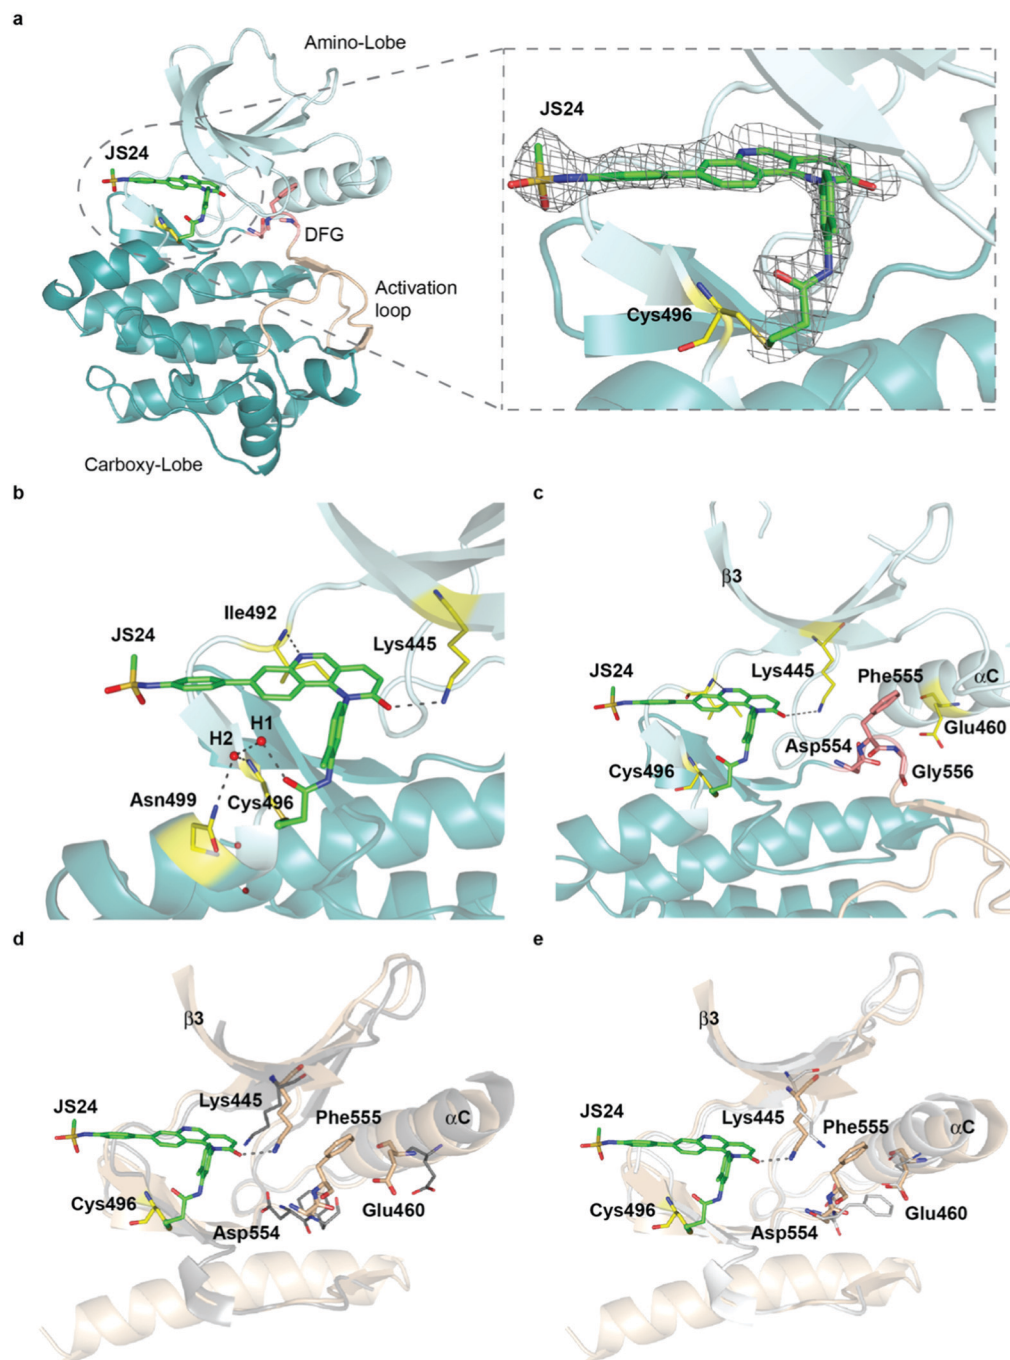 a
Amino-Lobe
JS24
DFG
Activation
loop
Carboxy-Lobe
JS24
Cys496
b
Ile492
JS24
Lys445
H1
H2
Asn499
Cys496
c
β3
JS24
Lys445
Phe555
αC
Glu460
Asp554
Cys496
Gly556
d
β3
JS24
Lys445
Phe555
αC
Cys496
Glu460
Asp554
e
β3
JS24
Lys445
Phe555
αC
Cys496
Glu460
Asp554